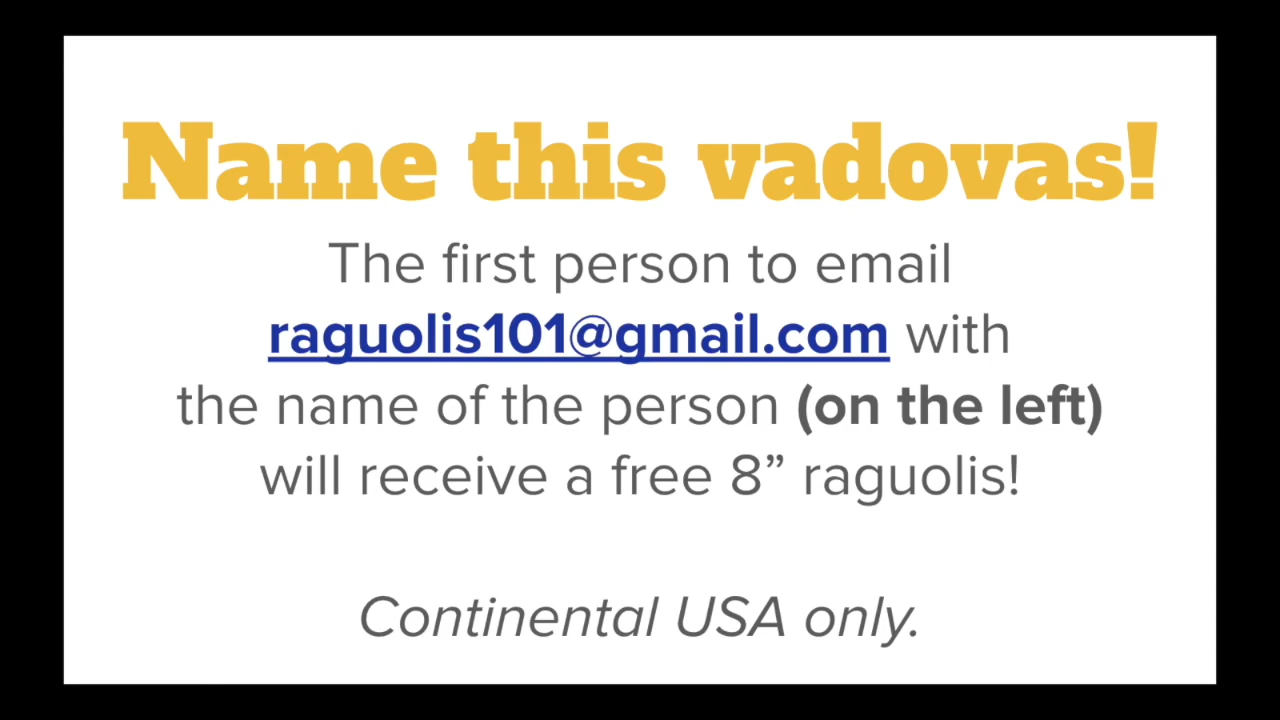 Name this vadovas!
The first person to email
raguolis101@gmail.com with
the name of the person (on the left)
will receive a free 8” raguolis!
Continental USA only.